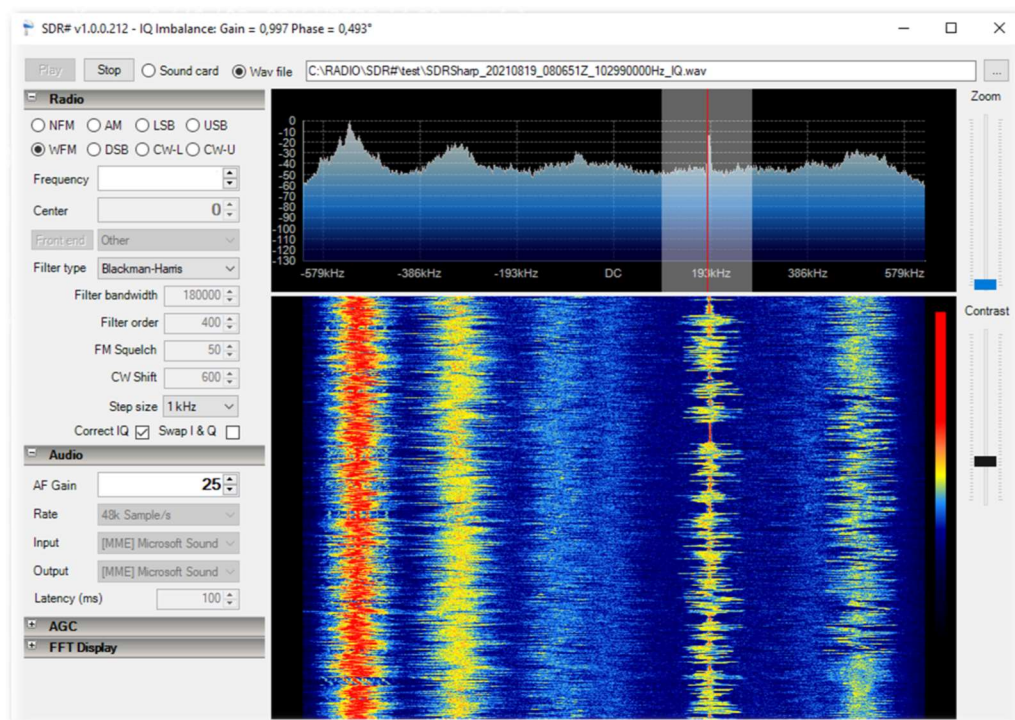 SDR# v1.0.0.212 - IQ Imbalance: Gain = 0,997 Phase = 0,493°
Play Stop Sound card Wav file C:\RADIO\SDR#\test\SDRSharp_20210819_080651Z_102990000Hz_IQ.wav ...
Radio
NFM AM LSB USB
WFM DSB CW-L CW-U
Frequency
Center 0
Front end Other
Filter type Blackman-Harris
Filter bandwidth 180000
Filter order 400
FM Squelch 50
CW Shift 600
Step size 1 kHz
Correct IQ Swap I & Q
Audio
AF Gain 25
Rate 48k Sample/s
Input [MME] Microsoft Sound
Output [MME] Microsoft Sound
Latency (ms) 100
AGC
FFT Display
0
-10
-20
-30
-40
-50
-60
-70
-80
-90
-100
-110
-120
-130
-579kHz -386kHz -193kHz DC 193kHz 386kHz 579kHz
Zoom
Contrast